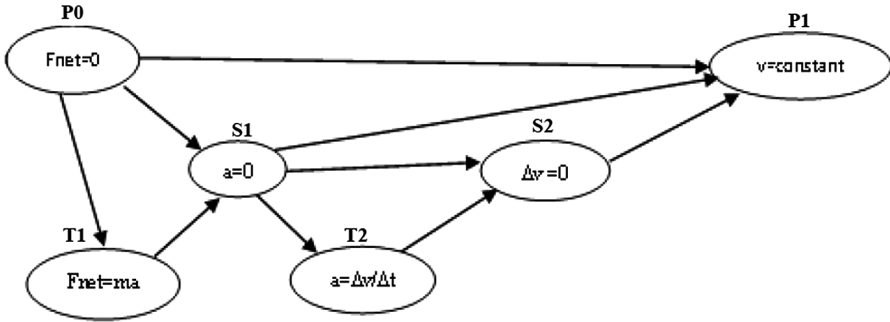 P0
Fnet=0
P1
v=constant
S1
a=0
S2
Δv=0
T1
Fnet=ma
T2
a=Δv/Δt